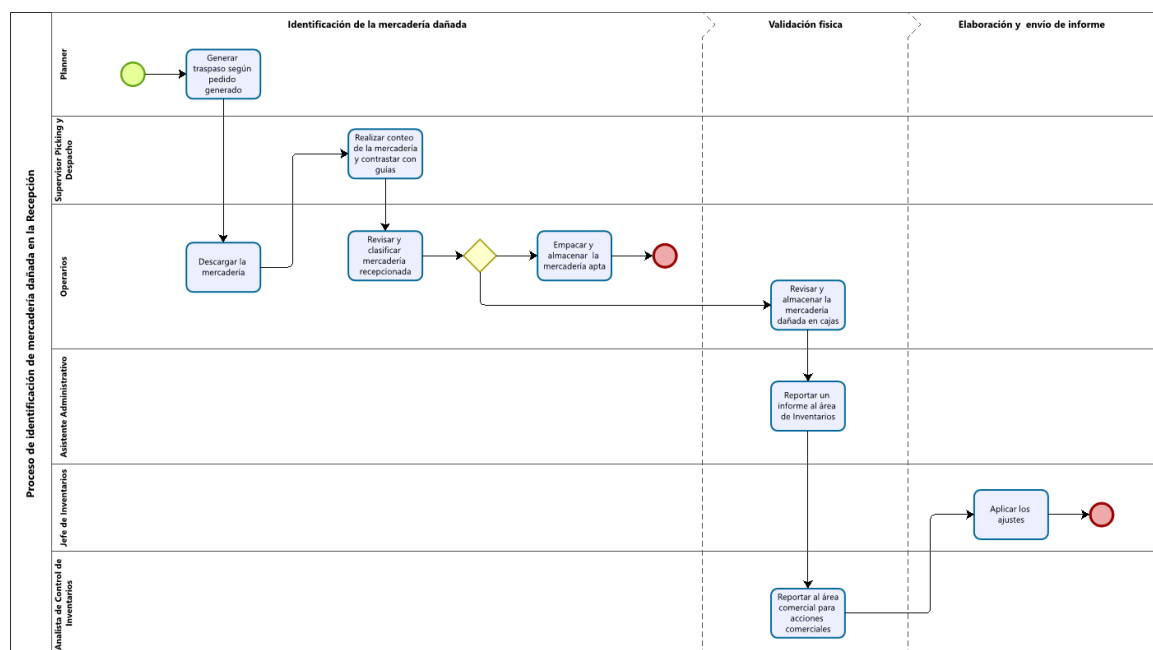 Proceso de identificación de mercadería dañada en la Recepción
Identificación de la mercadería dañada
Validación fisica
Elaboración y envío de informe
Planner
Generar
traspaso según
pedido
generado
Supervisor Picking y
Despacho
Realizar conteo
de la mercadería
y contrastar con
guías
Operarios
Descargar la
mercadería
Revisar y
clasificar
mercadería
recepcionada
Empacar y
almacenar la
mercadería apta
Revisar y
almacenar la
mercadería
dañada en cajas
Asistente Administrativo
Reportar un
informe al área
de Inventarios
Jefe de Inventarios
Aplicar los
ajustes
Analista de Control de
Inventarios
Reportar al área
comercial para
acciones
comerciales